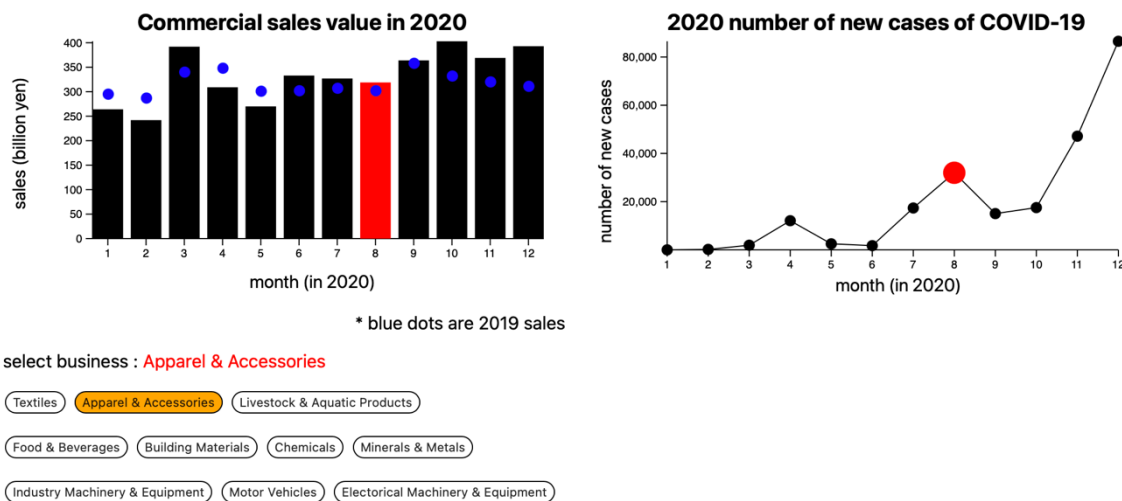 Commercial sales value in 2020
400
350
300
250
200
150
100
50
0
sales (billion yen)
1 2 3 4 5 6 7 8 9 10 11 12
month (in 2020)
* blue dots are 2019 sales
2020 number of new cases of COVID-19
80,000
60,000
40,000
20,000
number of new cases
1 2 3 4 5 6 7 8 9 10 11 12
month (in 2020)
select business : Apparel & Accessories
Textiles Apparel & Accessories Livestock & Aquatic Products
Food & Beverages Building Materials Chemicals Minerals & Metals
Industry Machinery & Equipment Motor Vehicles Electorical Machinery & Equipment